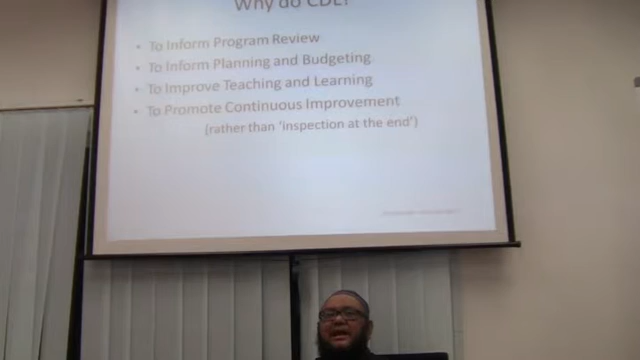 Why do CDL?
• To Inform Program Review
• To Inform Planning and Budgeting
• To Improve Teaching and Learning
• To Promote Continuous Improvement
(rather than 'inspection at the end')